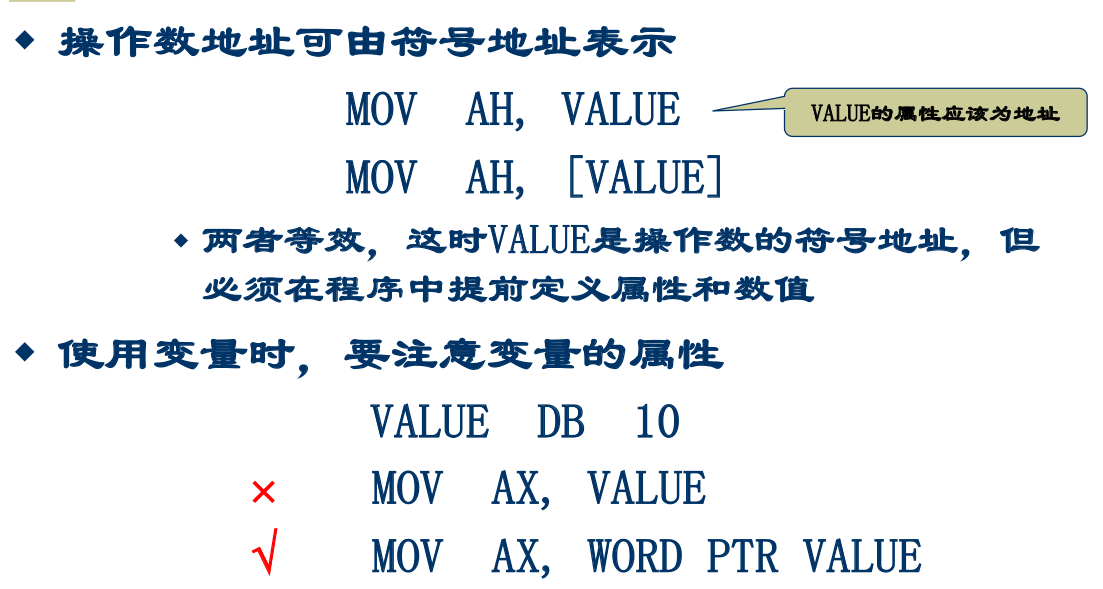 ◆ 操作数地址可由符号地址表示
MOV AH, VALUE
VALUE的属性应该为地址
MOV AH, [VALUE]
◆ 两者等效，这时VALUE是操作数的符号地址，但
必须在程序中提前定义属性和数值
◆ 使用变量时，要注意变量的属性
VALUE DB 10
× MOV AX, VALUE
√ MOV AX, WORD PTR VALUE